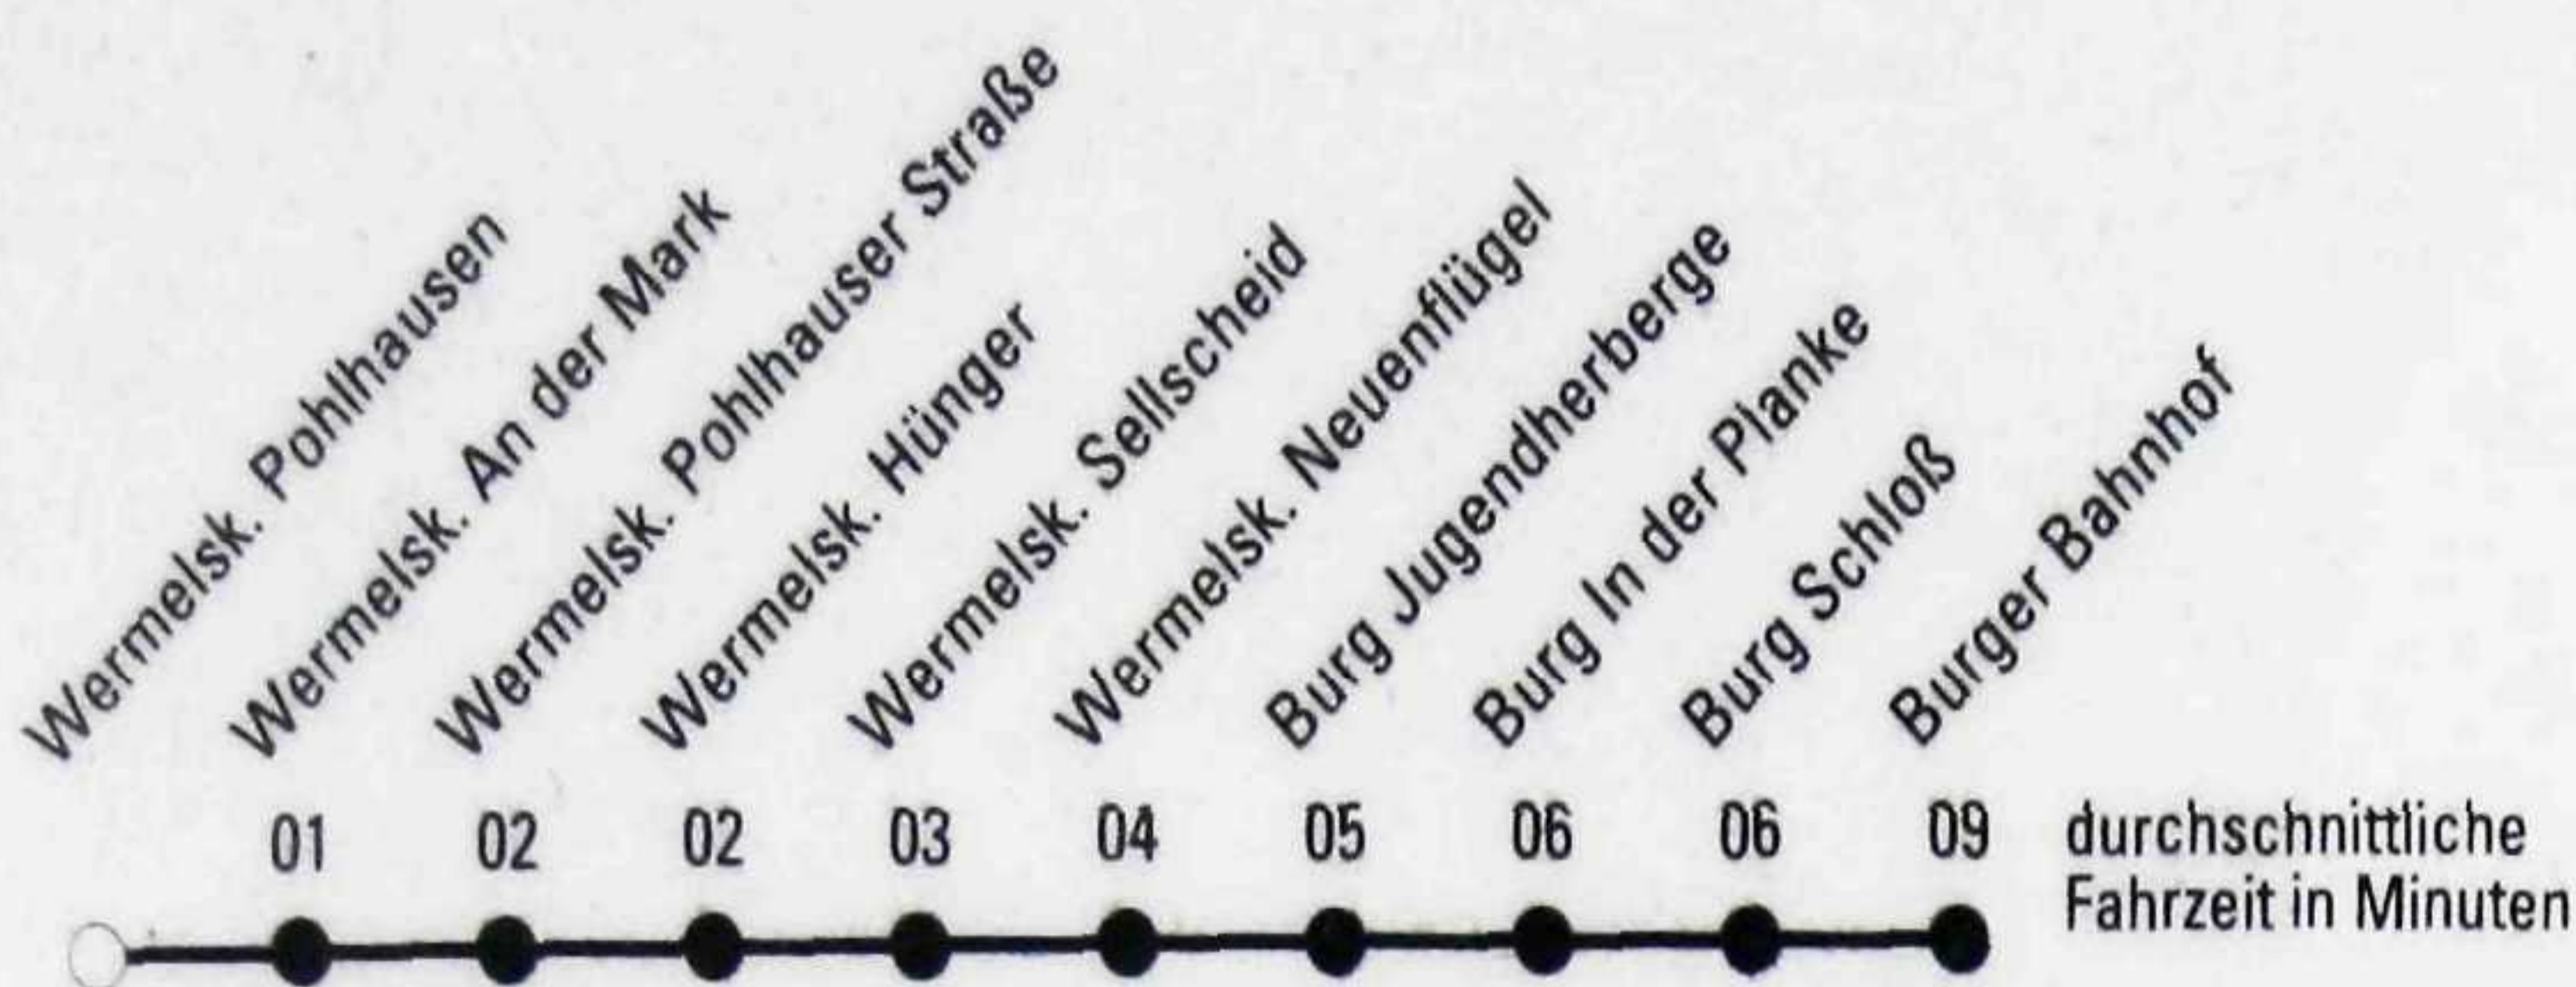 Wermelsk. Pohlhausen
Wermelsk. An der Mark
Wermelsk. Pohlhauser Straße
Wermelsk. Hünger
Wermelsk. Sellscheid
Wermelsk. Neuenflügel
Burg Jugendherberge
Burg In der Planke
Burg Schloß
Burger Bahnhof
01 02 02 03 04 05 06 06 09 durchschnittliche
Fahrzeit in Minuten